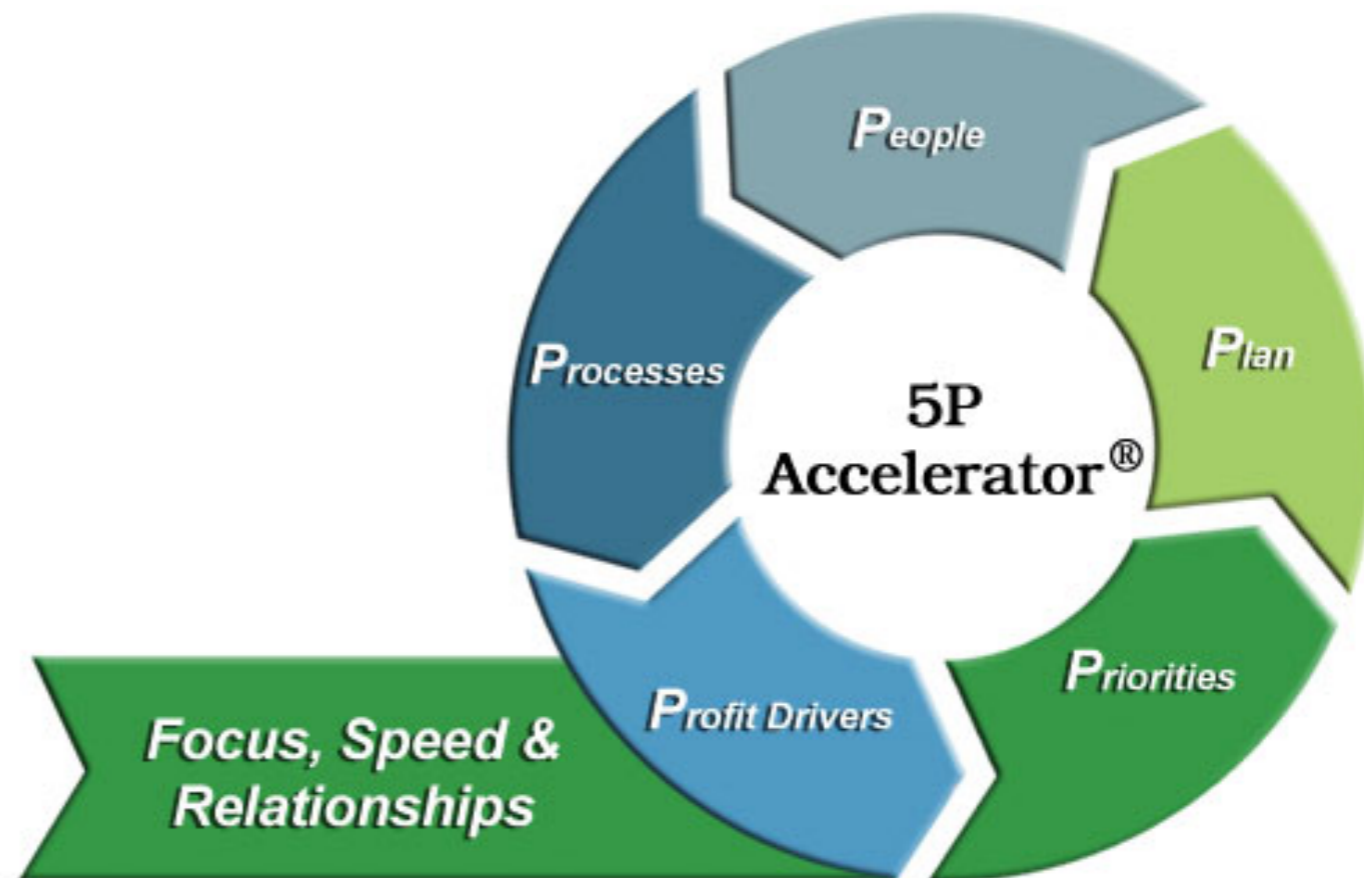 People
Plan
Processes
5P
Accelerator®
Priorities
Profit Drivers
Focus, Speed &
Relationships